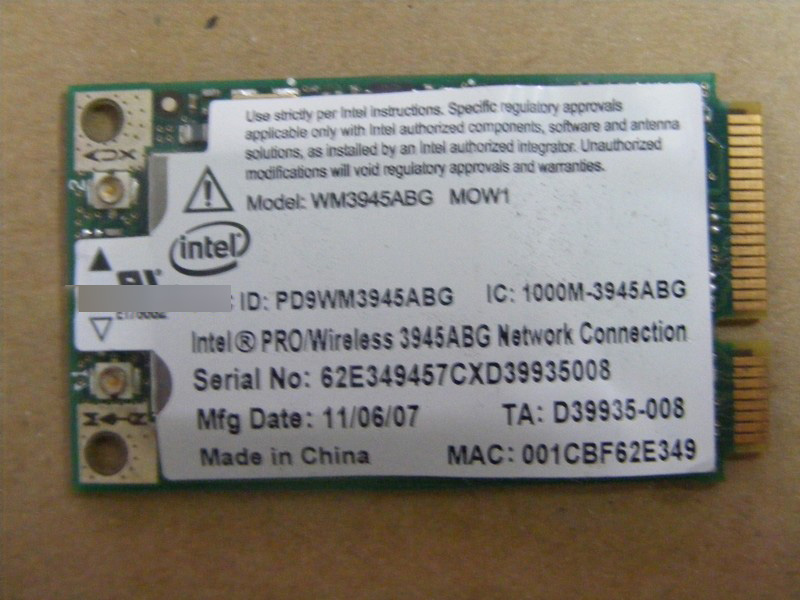 Use strictly per Intel instructions. Specific regulatory approvals
applicable only with Intel authorized components, software and antenna
solutions, as installed by an Intel authorized integrator. Unauthorized
modifications will void regulatory approvals and warranties.
Model: WM3945ABG MOW1
intel
ID: PD9WM3945ABG IC: 1000M-3945ABG
Intel® PRO/Wireless 3945ABG Network Connection
Serial No: 62E349457CXD39935008
Mfg Date: 11/06/07 TA: D39935-008
Made in China MAC: 001CBF62E349
2